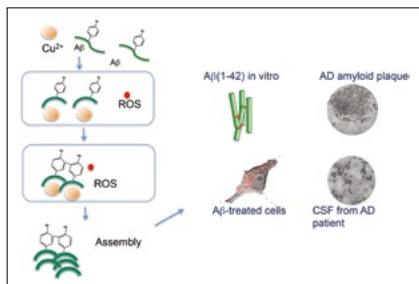 Cu²⁺
Aβ
Aβ
ROS
ROS
Assembly
Aβ(1-42) in vitro
AD amyloid plaque
Aβ-treated cells
CSF from AD
patient